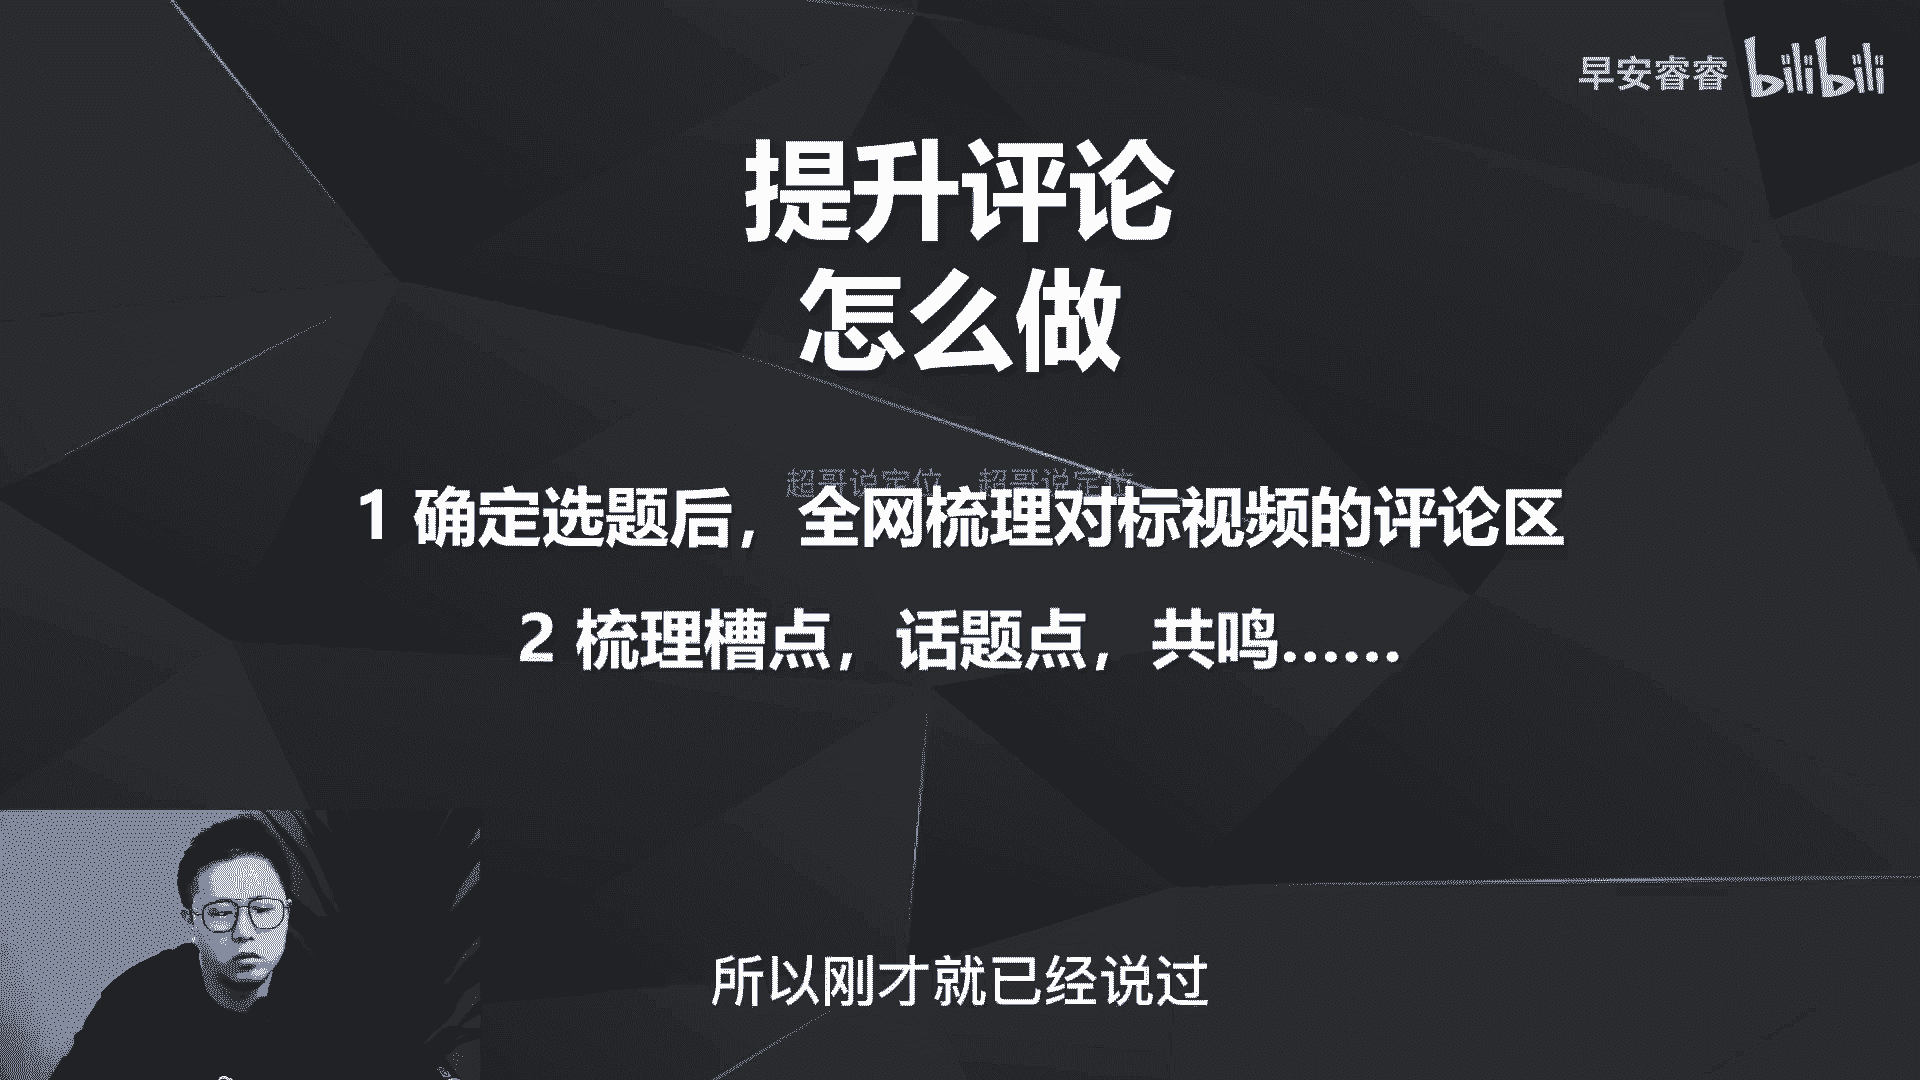 早安睿睿 bilibili
提升评论
怎么做
超哥说定位 超哥说定位
1 确定选题后，全网梳理对标视频的评论区
2 梳理槽点，话题点，共鸣……
所以刚才就已经说过